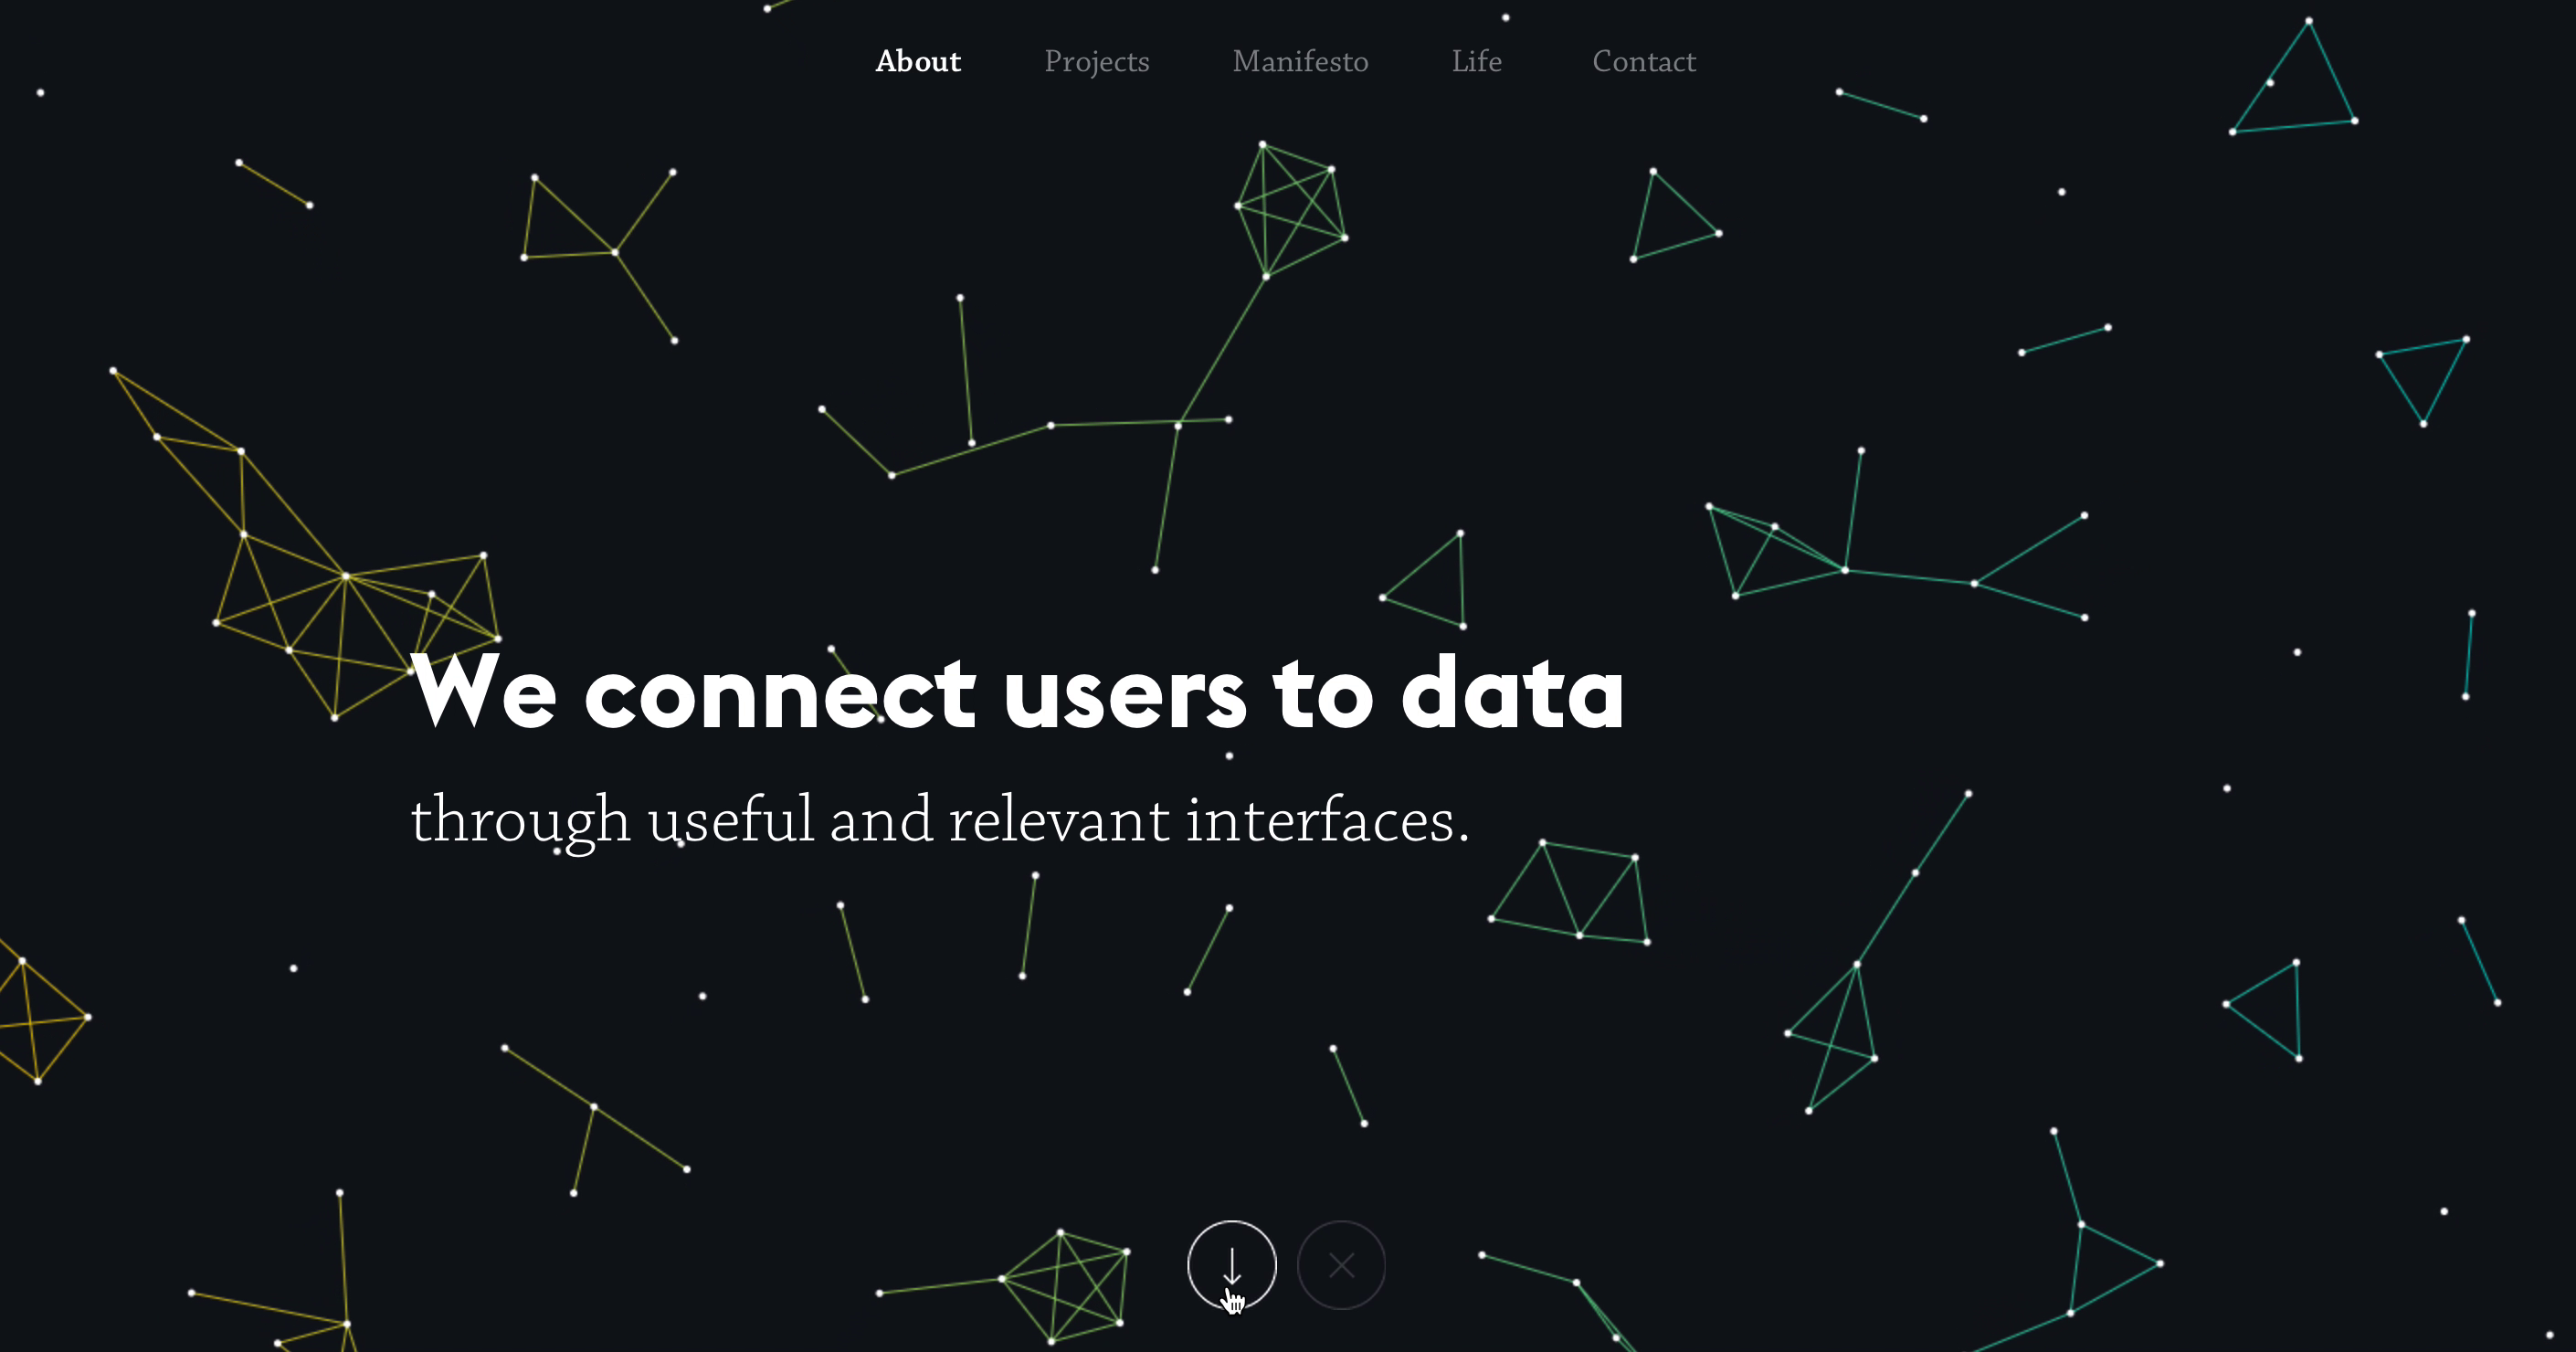 About Projects Manifesto Life Contact
We connect users to data
through useful and relevant interfaces.